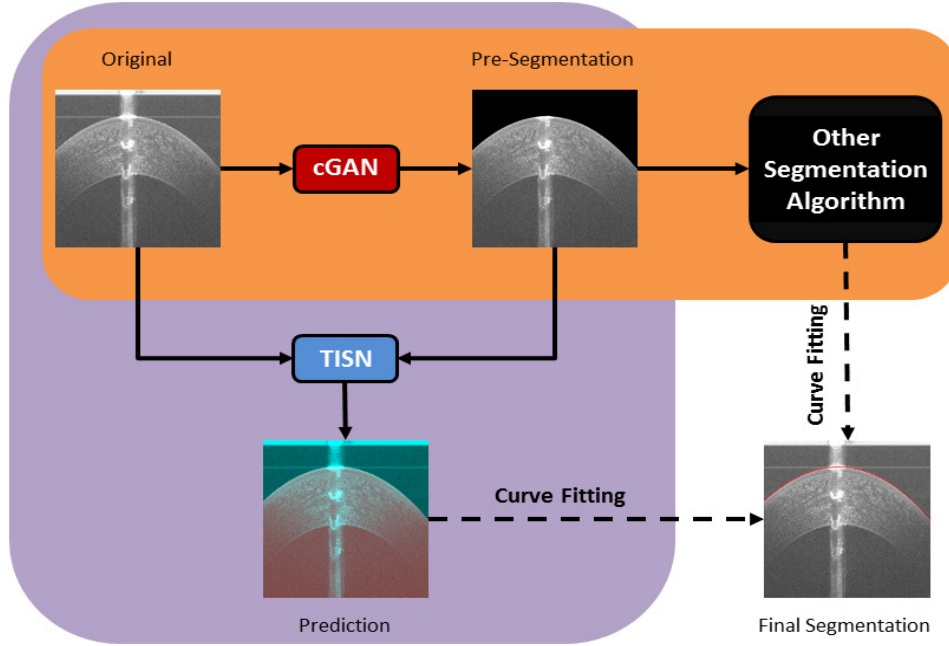 Original
Pre-Segmentation
cGAN
Other
Segmentation
Algorithm
TISN
Curve Fitting
Curve Fitting
Prediction
Final Segmentation